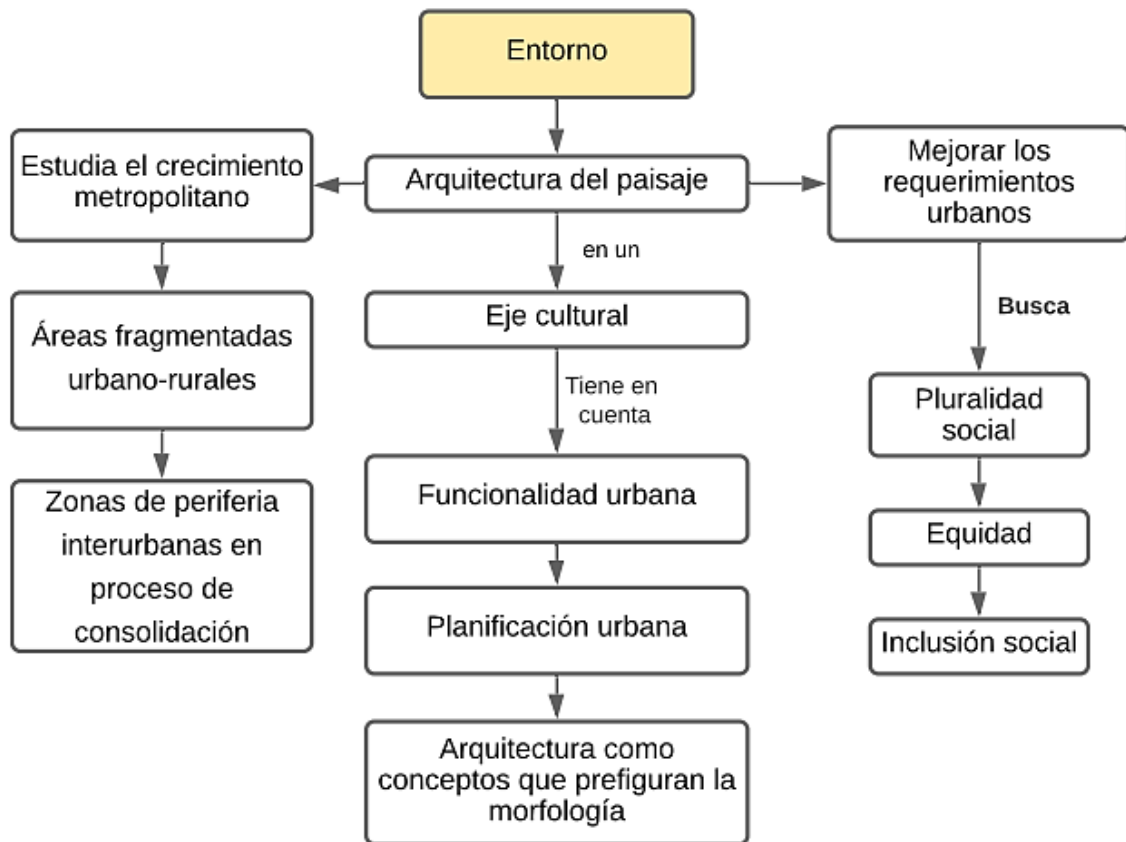 Entorno
Estudia el crecimiento
metropolitano
Arquitectura del paisaje
Mejorar los
requerimientos
urbanos
en un
Busca
Áreas fragmentadas
urbano-rurales
Eje cultural
Tiene en
cuenta
Pluralidad
social
Zonas de periferia
interurbanas en
proceso de
consolidación
Funcionalidad urbana
Equidad
Planificación urbana
Inclusión social
Arquitectura como
conceptos que prefiguran la
morfología